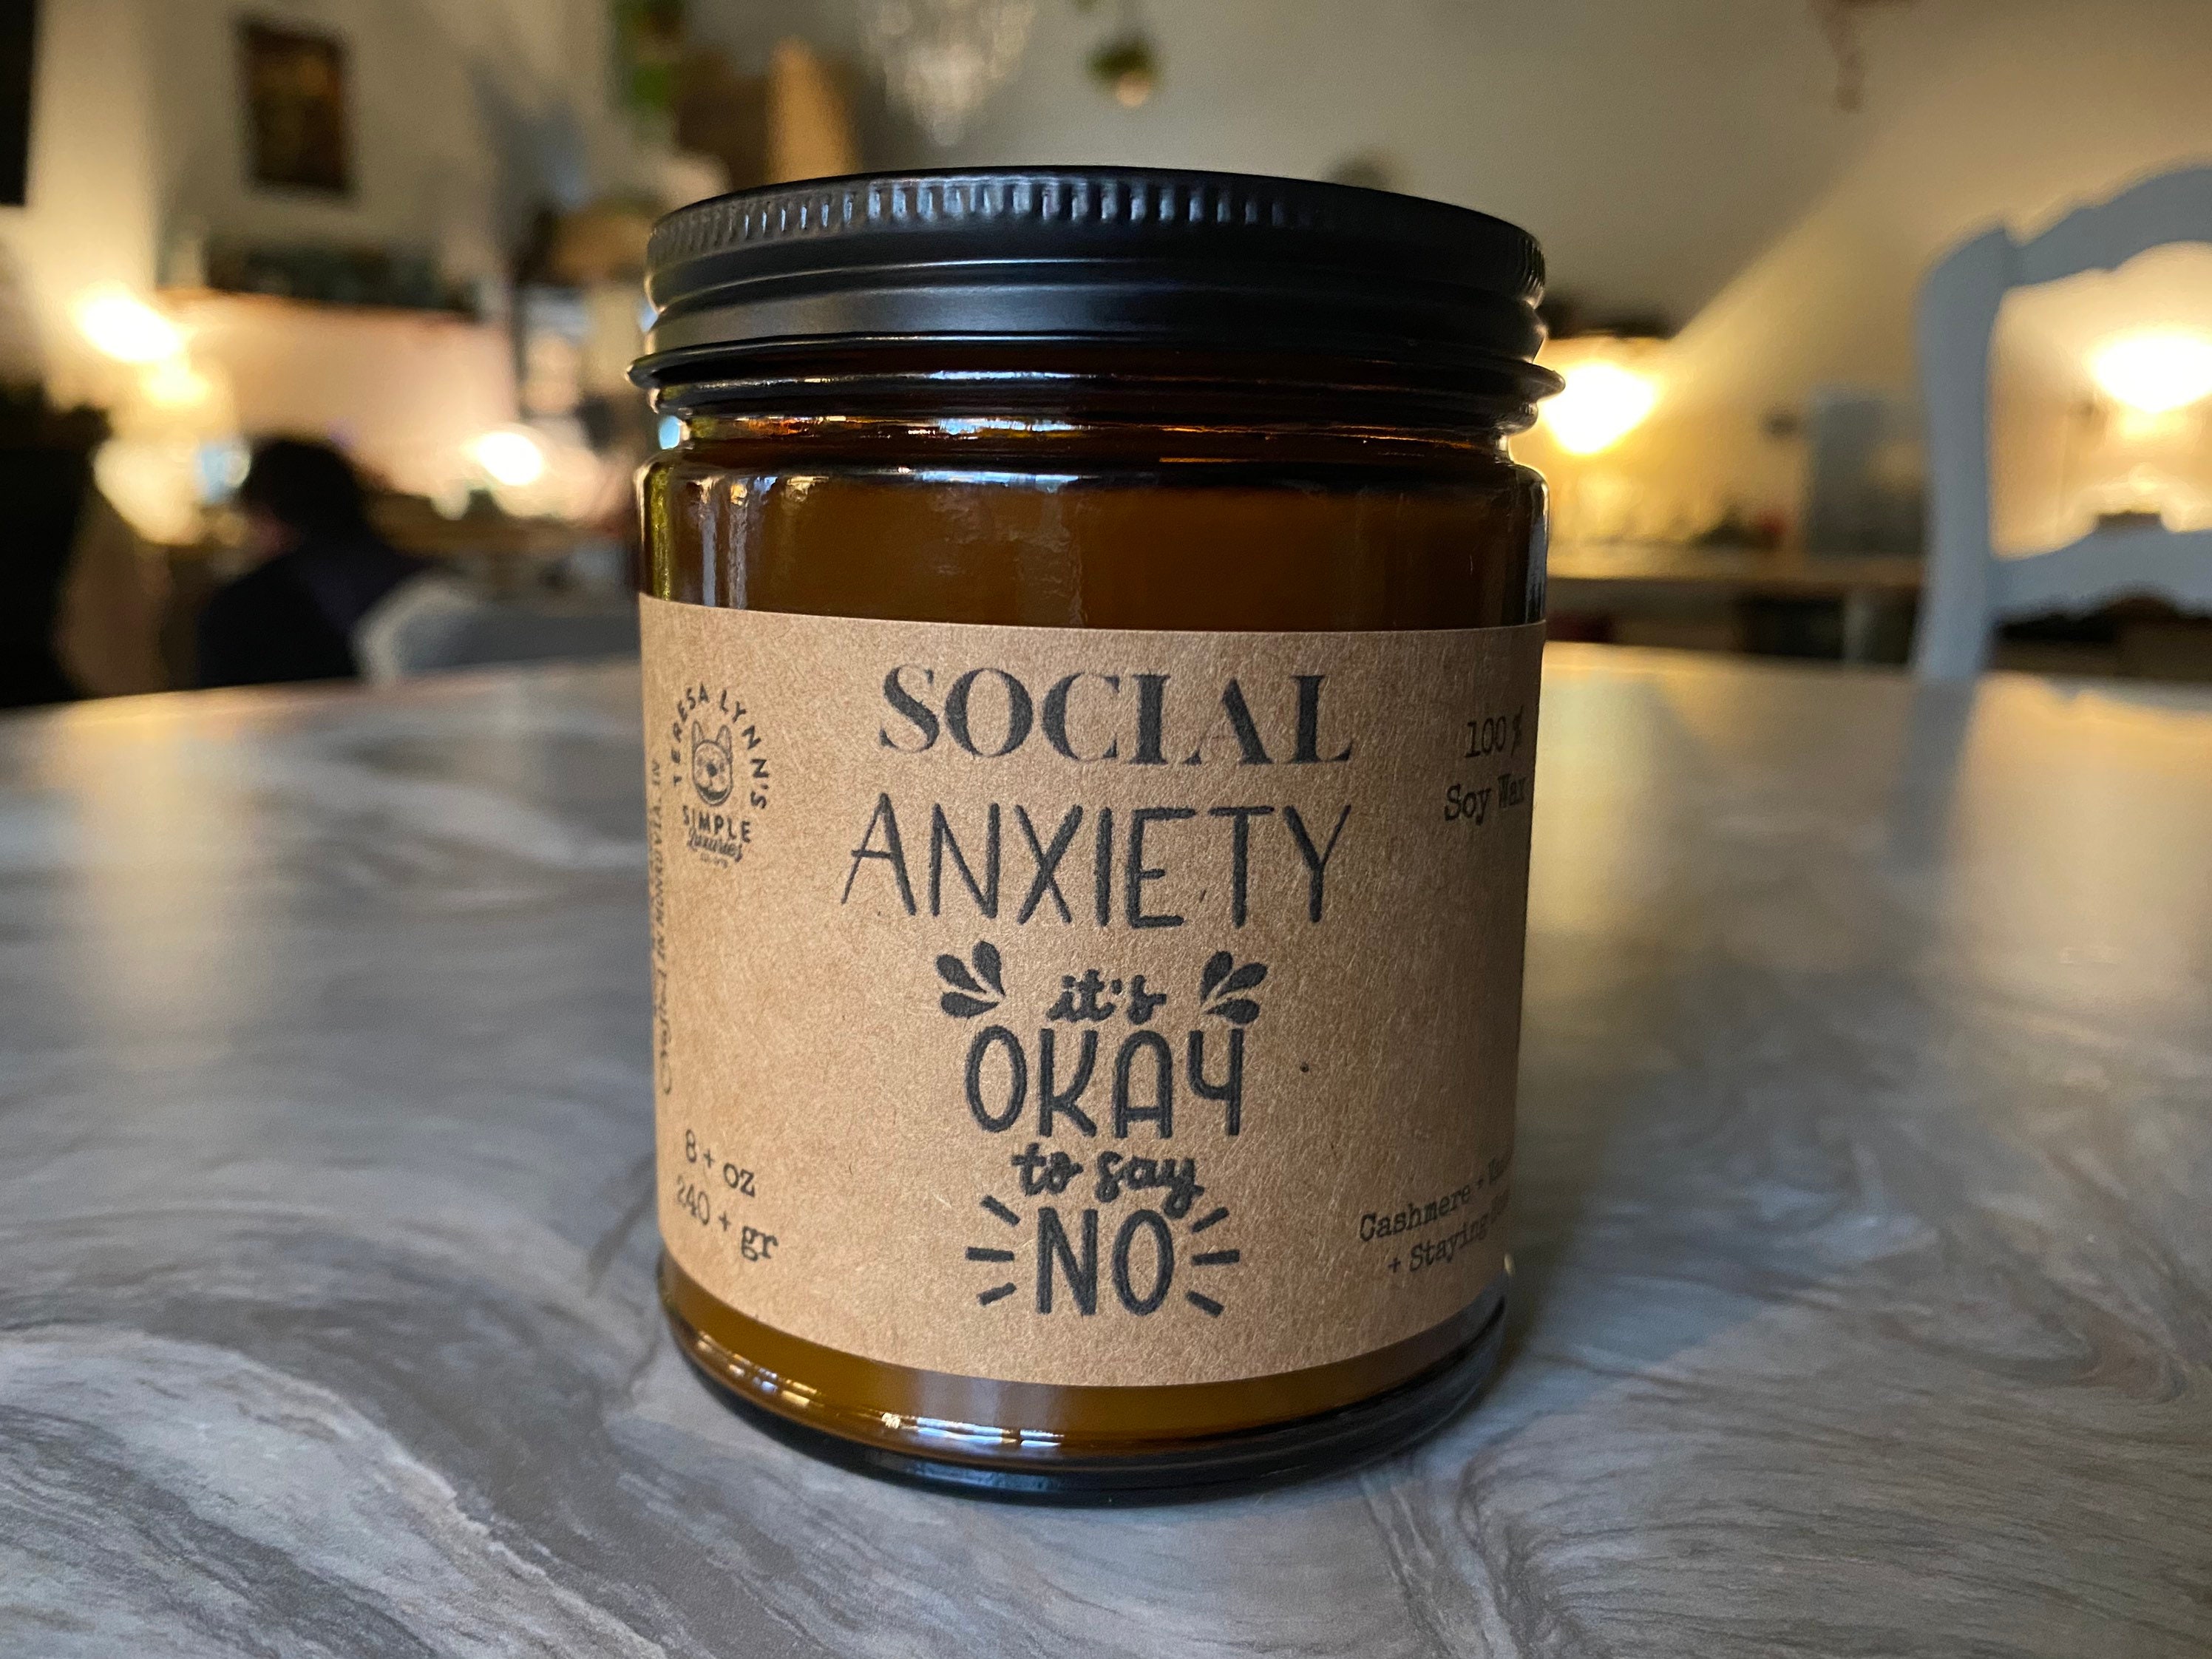 TERESA LYNN'S
SIMPLE
Luxuries
SOCIAL
ANXIETY
it's
OKAY
to say
NO
100 %
Soy Wax
8 + oz
240 + gr
Cashmere +
+ Staying